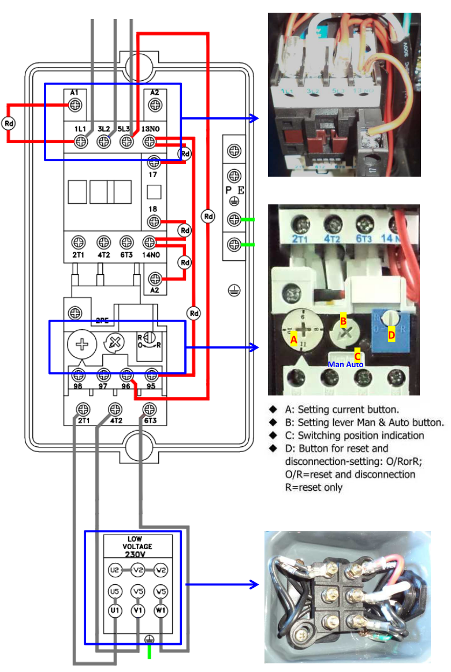 A1
A2
1L1 3L2 5L3 13NO
Rd
Rd
17
P E
18
Rd
Rd
2T1 4T2 6T3 14NO
Rd
A2
Rd
2PE
R
O R
98 97 96 95
2T1 4T2 6T3
LOW
VOLTAGE
230V
U2 V2 W2
U5 V5 W5
U1 V1 W1
2T1 4T2 6T3 14 N
A
B
C
D
Man Auto
◆ A: Setting current button.
◆ B: Setting lever Man & Auto button.
◆ C: Switching position indication
◆ D: Button for reset and
disconnection-setting: O/RorR;
O/R=reset and disconnection
R=reset only